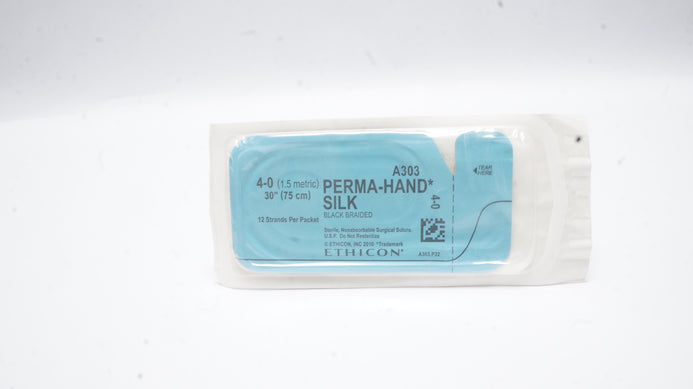 A303
4-0 (1.5 metric)
30" (75 cm)
12 Strands Per Packet
PERMA-HAND*
SILK
BLACK BRAIDED
Sterile, Nonabsorbable Surgical Suture,
U.S.P. Do Not Resterilize
© ETHICON, INC 2010 *Trademark
ETHICON*
4-0
TEAR
HERE
A303.P32